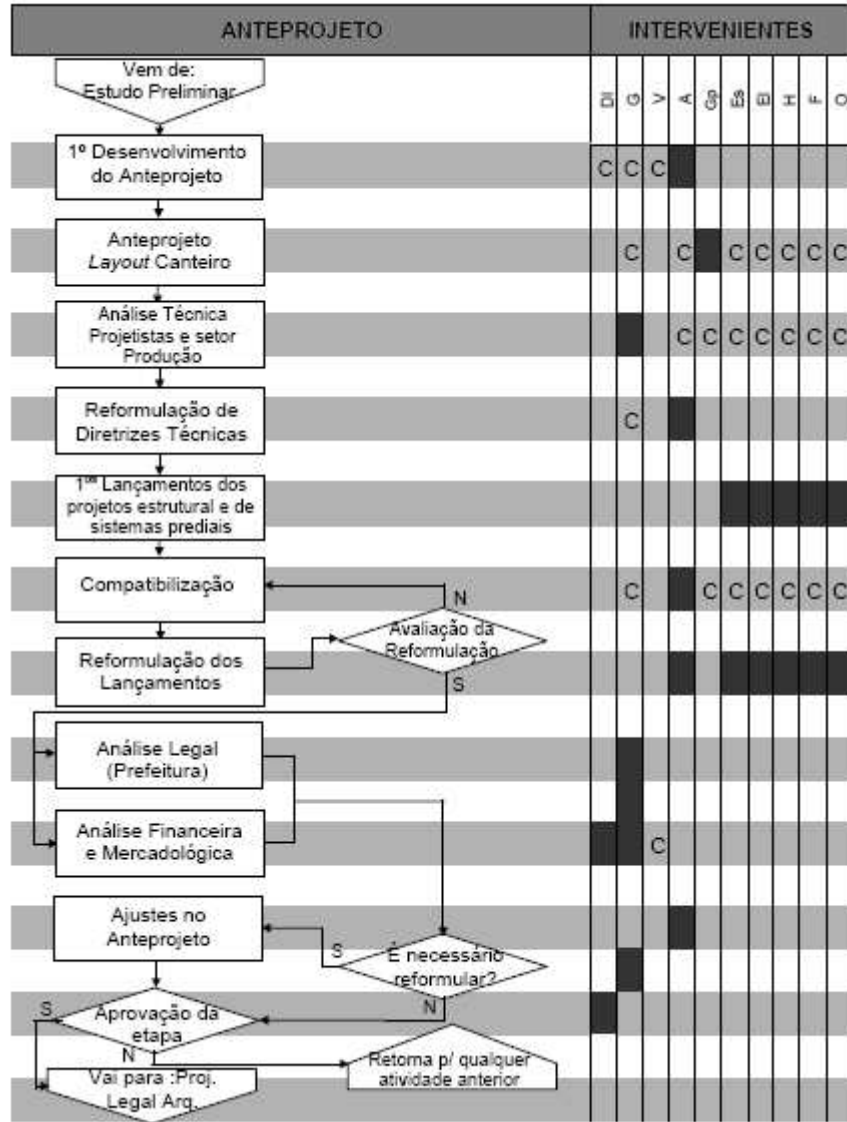 ANTEPROJETO
INTERVENIENTES
Vem de:
Estudo Preliminar
DI G V A Gp Es El H F O
1º Desenvolvimento
do Anteprojeto
C C C
Anteprojeto
Layout Canteiro
C C C C C C C
Análise Técnica
Projetistas e setor
Produção
C C C C C C C
Reformulação de
Diretrizes Técnicas
C
1ºs Lançamentos dos
projetos estrutural e de
sistemas prediais
Compatibilização
C C C C C C C
N
Avaliação da
Reformulação
S
Reformulação dos
Lançamentos
Análise Legal
(Prefeitura)
Análise Financeira
e Mercadológica
C
Ajustes no
Anteprojeto
S
É necessário
reformular?
N
S
Aprovação da
etapa
N
Retorna p/ qualquer
atividade anterior
Vai para :Proj.
Legal Arq.